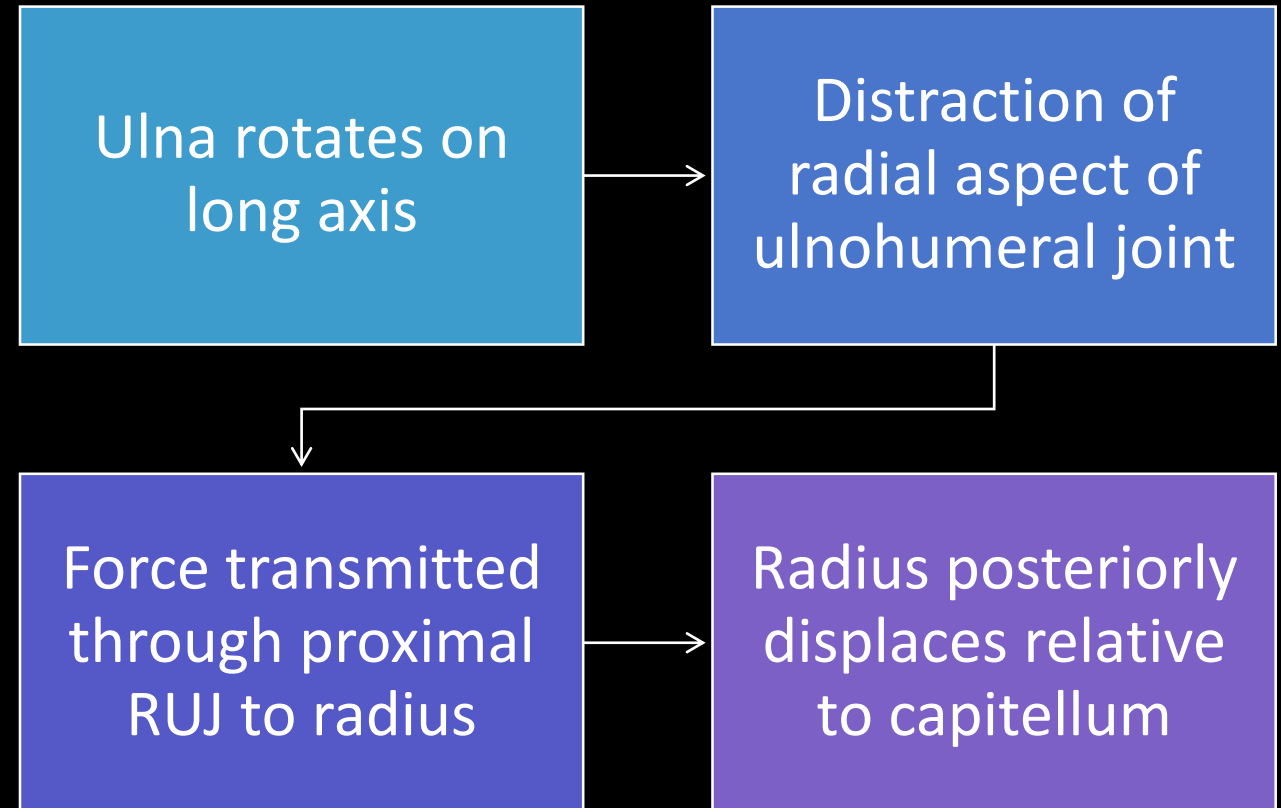 Ulna rotates on
long axis
Distraction of
radial aspect of
ulnohumeral joint
Force transmitted
through proximal
RUJ to radius
Radius posteriorly
displaces relative
to capitellum